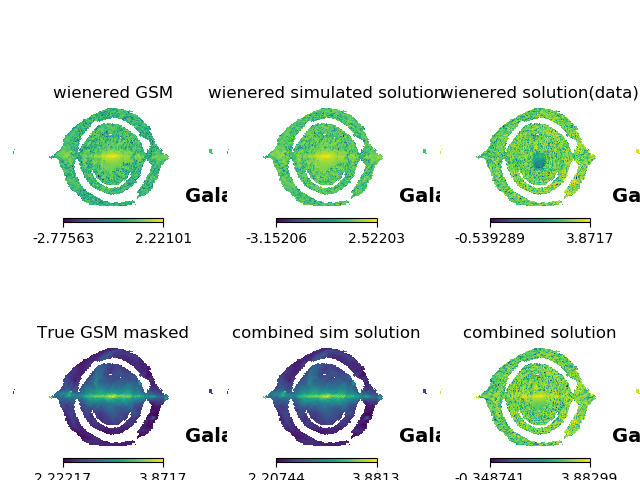 wienered GSM
wienered simulated solution
wienered solution(data)
Gala
Gala
Ga
-2.77563 2.22101
-3.15206 2.52203
-0.539289 3.8717
True GSM masked
combined sim solution
combined solution
Gala
Gala
Ga
2.22217 3.8717
2.20744 3.8813
-0.348741 3.88299